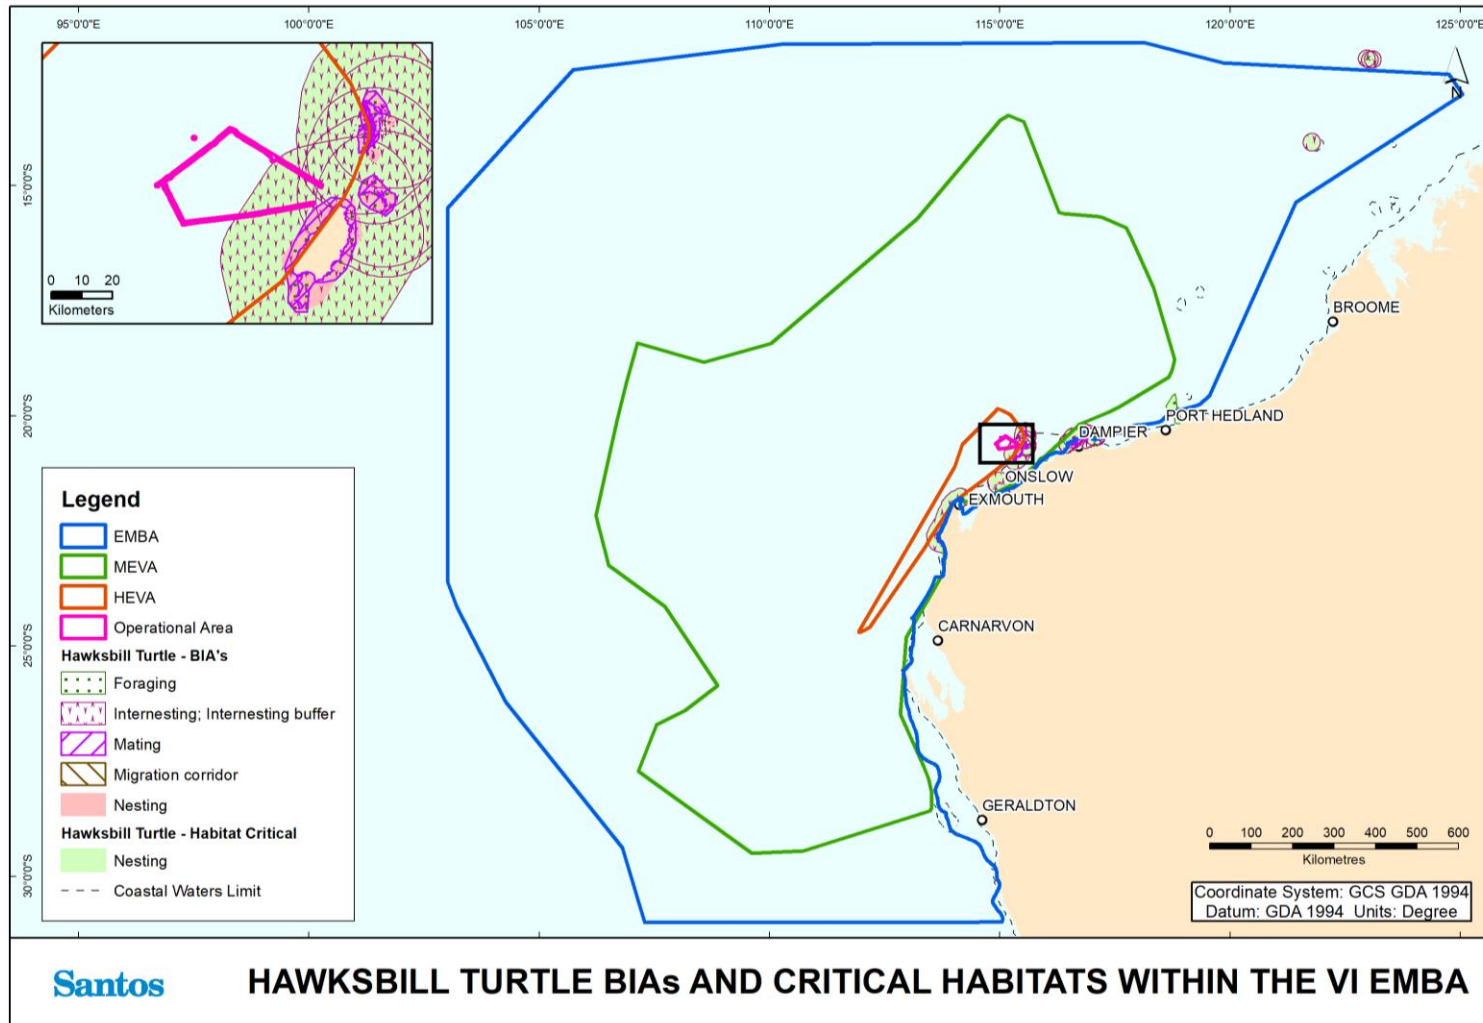 95°0'0"E
100°0'0"E
105°0'0"E
110°0'0"E
115°0'0"E
120°0'0"E
125°0'0"E
N
15°0'0"S
20°0'0"S
25°0'0"S
30°0'0"S
0 10 20
Kilometers
BROOME
PORT HEDLAND
DAMPIER
ONSLOW
EXMOUTH
CARNARVON
GERALDTON
Legend
EMBA
MEVA
HEVA
Operational Area
Hawksbill Turtle - BIA's
Foraging
Internesting; Internesting buffer
Mating
Migration corridor
Nesting
Hawksbill Turtle - Habitat Critical
Nesting
Coastal Waters Limit
0 100 200 300 400 500 600
Kilometres
Coordinate System: GCS GDA 1994
Datum: GDA 1994 Units: Degree
Santos
HAWKSBILL TURTLE BIAs AND CRITICAL HABITATS WITHIN THE VI EMBA